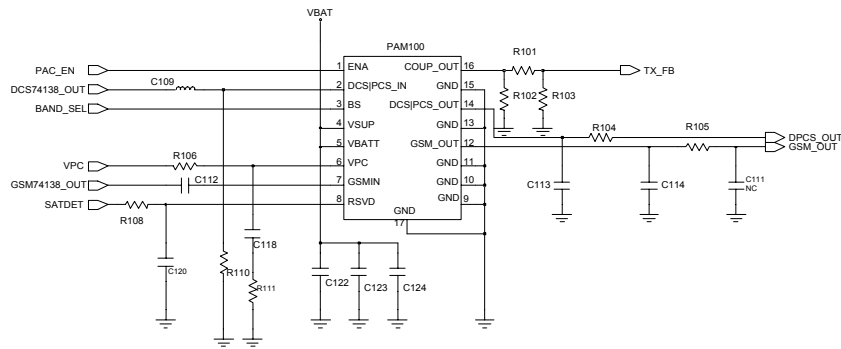 VBAT
PAM100
PAC_EN
1 ENA
COUP_OUT 16
R101
TX_FB
DCS74138_OUT
C109
2 DCS|PCS_IN
GND 15
R102
R103
BAND_SEL
3 BS
DCS|PCS_OUT 14
4 VSUP
GND 13
R104
R105
DPCS_OUT
5 VBATT
GSM_OUT 12
GSM_OUT
VPC
R106
6 VPC
GND 11
GSM74138_OUT
C112
7 GSMIN
GND 10
C113
C114
C111
NC
SATDET
R108
8 RSVD
GND 9
GND
17
C118
C120
R110
R111
C122
C123
C124